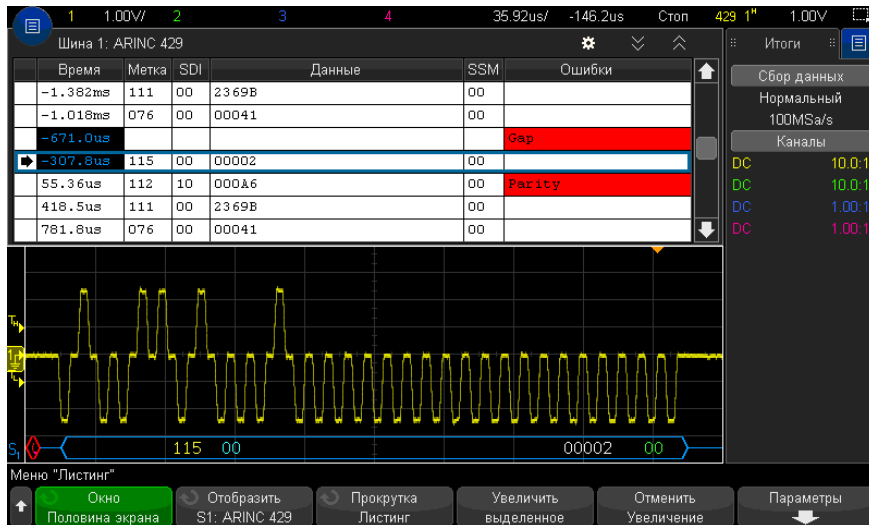 1 1.00V/ 2 3 4 35.92us/ -146.2us Стоп 429 1ᴴ 1.00V
Шина 1: ARINC 429
Время Метка SDI Данные SSM Ошибки
-1.382ms 111 00 2369B 00
-1.018ms 076 00 00041 00
-671.0us Gap
-307.8us 115 00 00002 00
55.36us 112 10 000A6 00 Parity
418.5us 111 00 2369B 00
781.8us 076 00 00041 00
Итоги
Сбор данных
Нормальный
100MSa/s
Каналы
DC 10.0:1
DC 10.0:1
DC 1.00:1
DC 1.00:1
Tн
1
TL
S₁ 115 00 00002 00
Меню "Листинг"
Окно
Половина экрана
Отобразить
S1: ARINC 429
Прокрутка
Листинг
Увеличить
выделенное
Отменить
Увеличение
Параметры